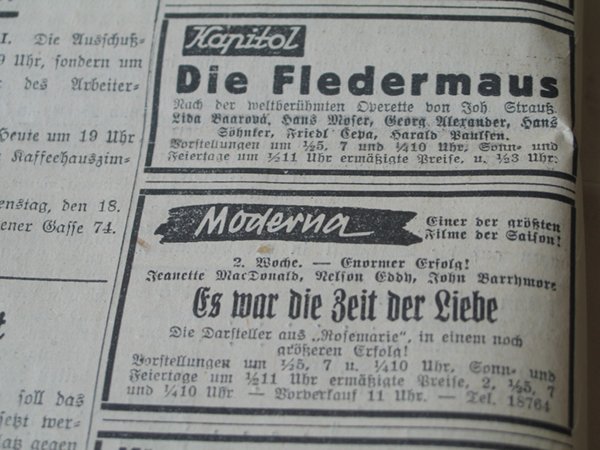 I. Die Ausschuß-
9 Uhr, sondern um
des Arbeiter-
Heute um 19 Uhr
Kaffeehauszim-
enstag, den 18.
ener Gasse 74.
soll das
setzt wer-
gegen
Kapitol
Die Fledermaus
Nach der weltberühmten Operette von Joh Strauß.
Lida Baarová, Hans Moser, Georg Alexander, Hans
Söhnker, Friedl Cepa, Harald Paulsen.
Vorstellungen um ½5, 7 und ¼10 Uhr. Sonn- und
Feiertage um ½11 Uhr ermäßigte Preise, u. ½3 Uhr.
Moderna
Einer der größten
Filme der Saison!
2. Woche. — Enormer Erfolg!
Jeanette MacDonald, Nelson Eddy, John Barrymore
Es war die Zeit der Liebe
Die Darsteller aus „Rosemarie", in einem noch
größeren Erfolg!
Vorstellungen um ½5, 7 u. ¼10 Uhr. Sonn- und
Feiertage um ½11 Uhr ermäßigte Preise, 2, ½5, 7
und ¼10 Uhr — Vorverkauf 11 Uhr. — Tel. 18764